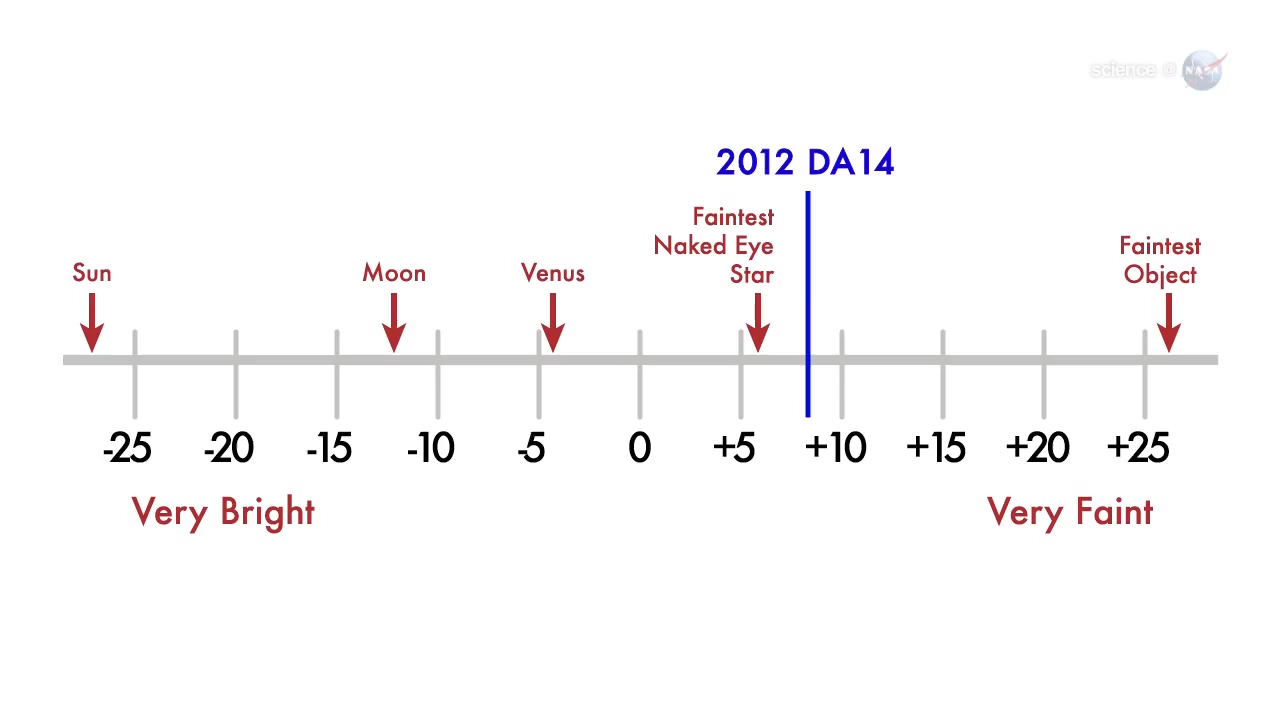 science @ NASA
2012 DA14
Faintest
Naked Eye
Star
Faintest
Object
Sun
Moon
Venus
-25 -20 -15 -10 -5 0 +5 +10 +15 +20 +25
Very Bright
Very Faint